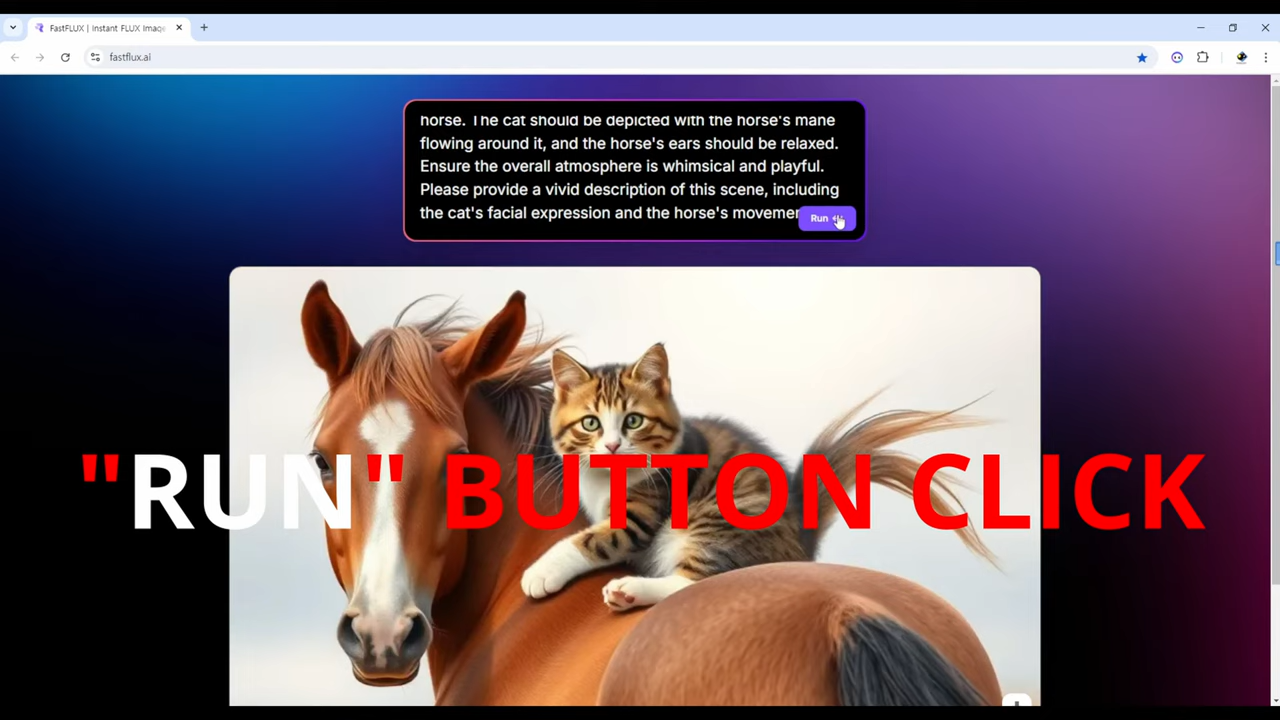 FastFLUX | Instant FLUX Image
fastflux.ai
horse. The cat should be depicted with the horse's mane
flowing around it, and the horse's ears should be relaxed.
Ensure the overall atmosphere is whimsical and playful.
Please provide a vivid description of this scene, including
the cat's facial expression and the horse's
Run
"RUN" BUTTON CLICK